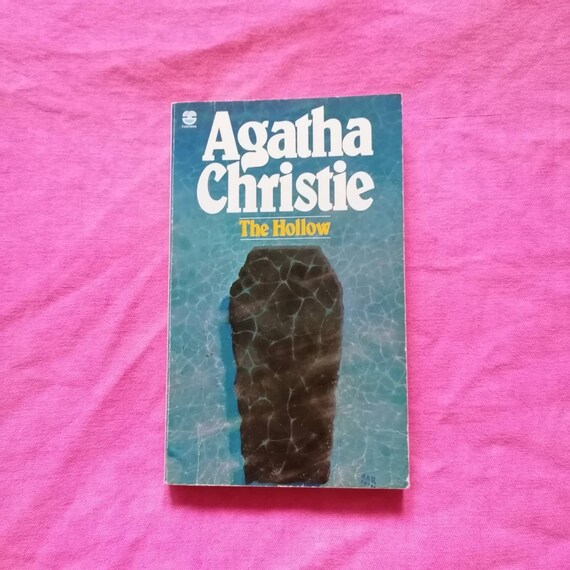 Agatha
Christie
The Hollow